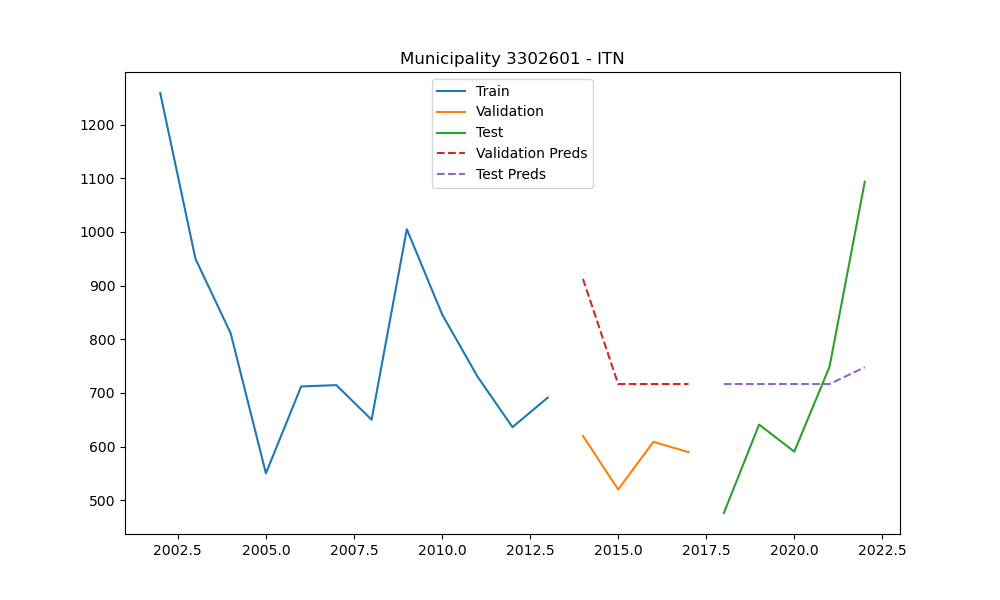 Municipality 3302601 - ITN
Train
Validation
Test
Validation Preds
Test Preds
1200
1100
1000
900
800
700
600
500
2002.5 2005.0 2007.5 2010.0 2012.5 2015.0 2017.5 2020.0 2022.5